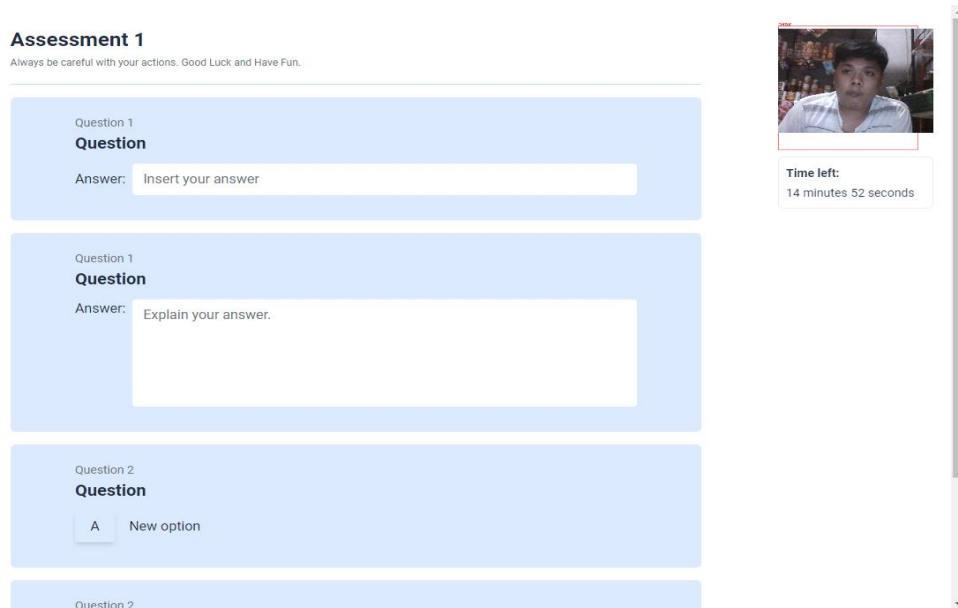 Assessment 1
Always be careful with your actions. Good Luck and Have Fun.
Question 1
Question
Answer: Insert your answer
Question 1
Question
Answer: Explain your answer.
Question 2
Question
A New option
Question 2
Time left:
14 minutes 52 seconds